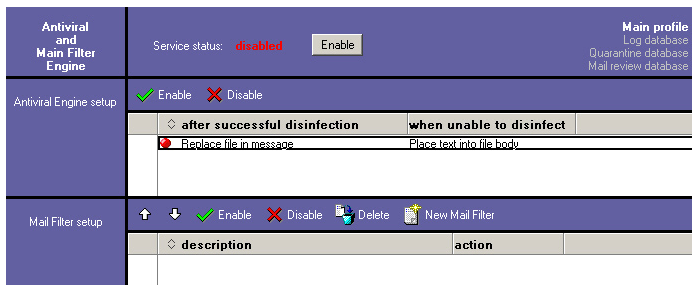 Antiviral
and
Main Filter
Engine
Service status: disabled Enable
Main profile
Log database
Quarantine database
Mail review database
Antiviral Engine setup
Enable Disable
after successful disinfection when unable to disinfect
Replace file in message Place text into file body
Mail Filter setup
Enable Disable Delete New Mail Filter
description action